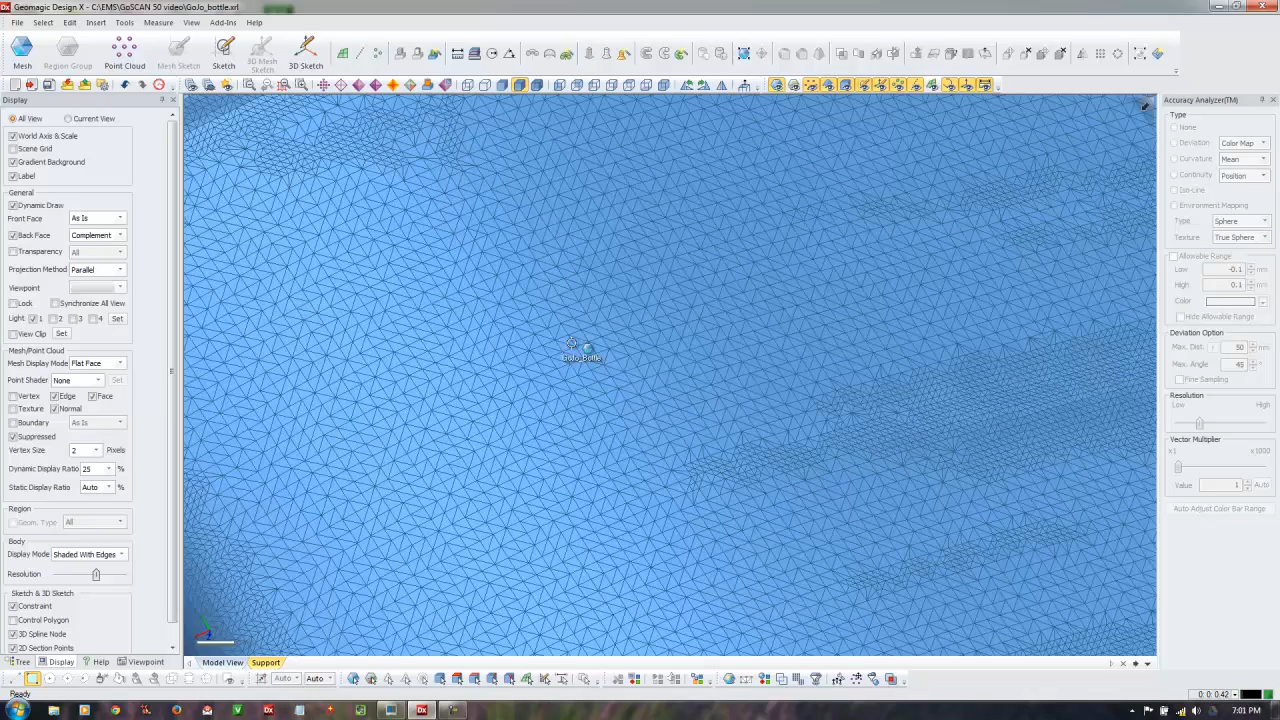 Geomagic Design X - C:\EMS\GoSCAN 50 video\GoJo_bottle.xrl
File Select Edit Tools Measure View Add-Ins Help
Mesh Region Group Point Cloud Mesh Sketch Sketch 3D Mesh Sketch 3D Sketch
Display
All View Current View
World Axis & Scale
Scene Grid
Gradient Background
Label
General
Dynamic Draw
Front Face As Is
Back Face Complement
Transparency All
Projection Method Parallel
Viewpoint
Lock Synchronize All View
Light 1 2 3 4 Set
View Clip Set
Mesh/Point Cloud
Mesh Display Mode Flat Face
Point Shader None Set
Vertex Edge Face
Texture Normal
Boundary As Is
Suppressed
Vertex Size 2 Pixels
Dynamic Display Ratio 25 %
Static Display Ratio Auto %
Region
Geom. Type All
Body
Display Mode Shaded With Edges
Resolution
Sketch & 3D Sketch
Constraint
Control Polygon
3D Spline Node
2D Section Points
Tree Display Help Viewpoint
GoJo_Bottle
Model View Support
Accuracy Analyzer(TM)
Type
None
Deviation Color Map
Curvature Mean
Continuity Position
Iso-Line
Environment Mapping
Type Sphere
Texture True Sphere
Allowable Range
Low -0.1 mm
High 0.1 mm
Color
Hide Allowable Range
Deviation Option
Max. Dist. 50 mm
Max. Angle 45 °
Fine Sampling
Resolution
Low High
Vector Multiplier
x1 x1000
Value 1 Auto
Auto Adjust Color Bar Range
Auto Auto
Ready
0: 0: 0.42
7:01 PM